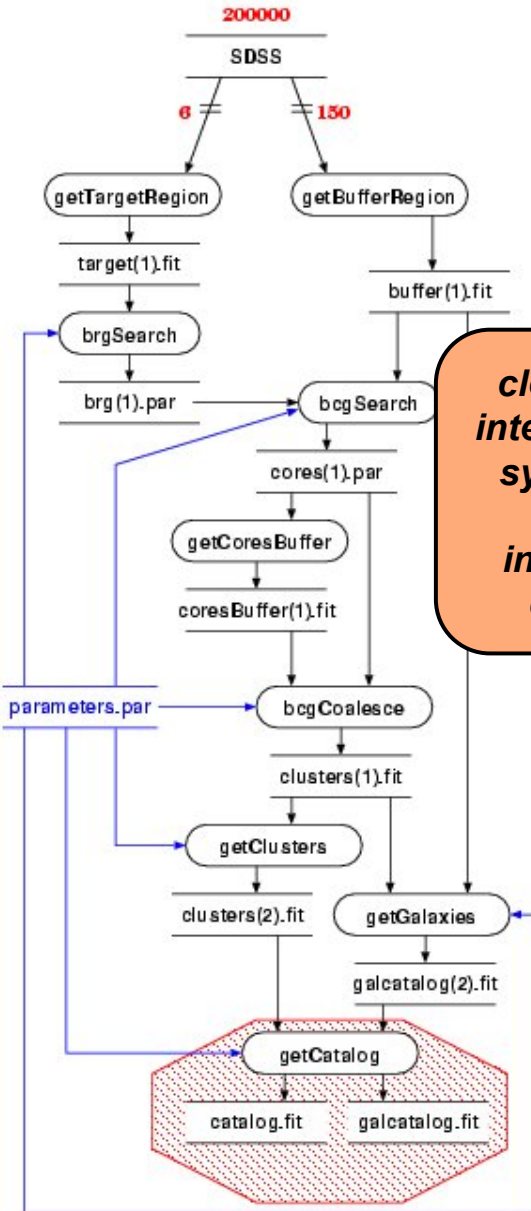 200000
SDSS
6
150
getTargetRegion
getBufferRegion
target(1).fit
buffer(1).fit
brgSearch
brg(1).par
bcgSearch
cores(1).par
getCoresBuffer
coresBuffer(1).fit
parameters.par
bcgCoalesce
clusters(1).fit
getClusters
clusters(2).fit
getGalaxies
galcatalog(2).fit
getCatalog
catalog.fit
galcatalog.fit